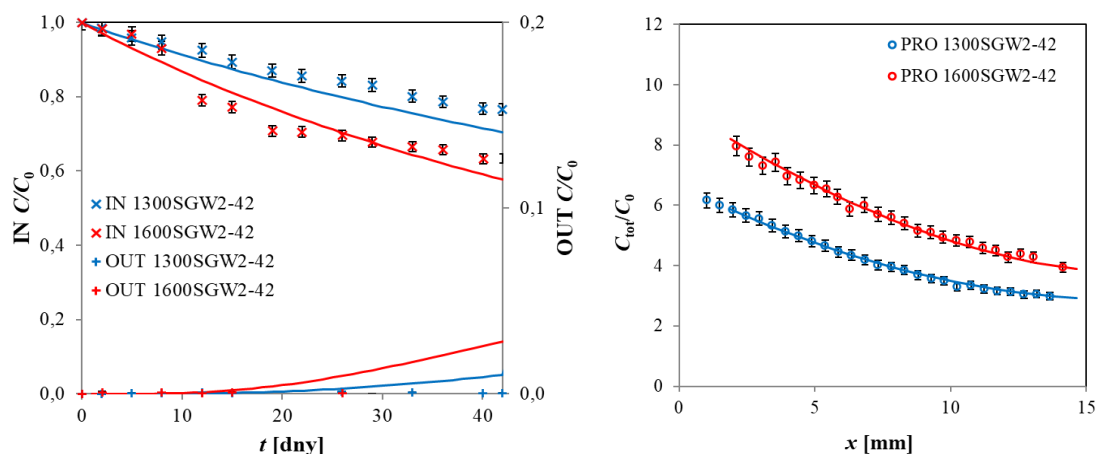 1,0
0,8
0,6
0,4
0,2
0,0
IN C/C0
0 10 20 30 40
t [dny]
0,2
0,1
0,0
OUT C/C0
IN 1300SGW2-42
IN 1600SGW2-42
OUT 1300SGW2-42
OUT 1600SGW2-42
12
10
8
6
4
2
0
Ctot/C0
0 5 10 15
x [mm]
PRO 1300SGW2-42
PRO 1600SGW2-42